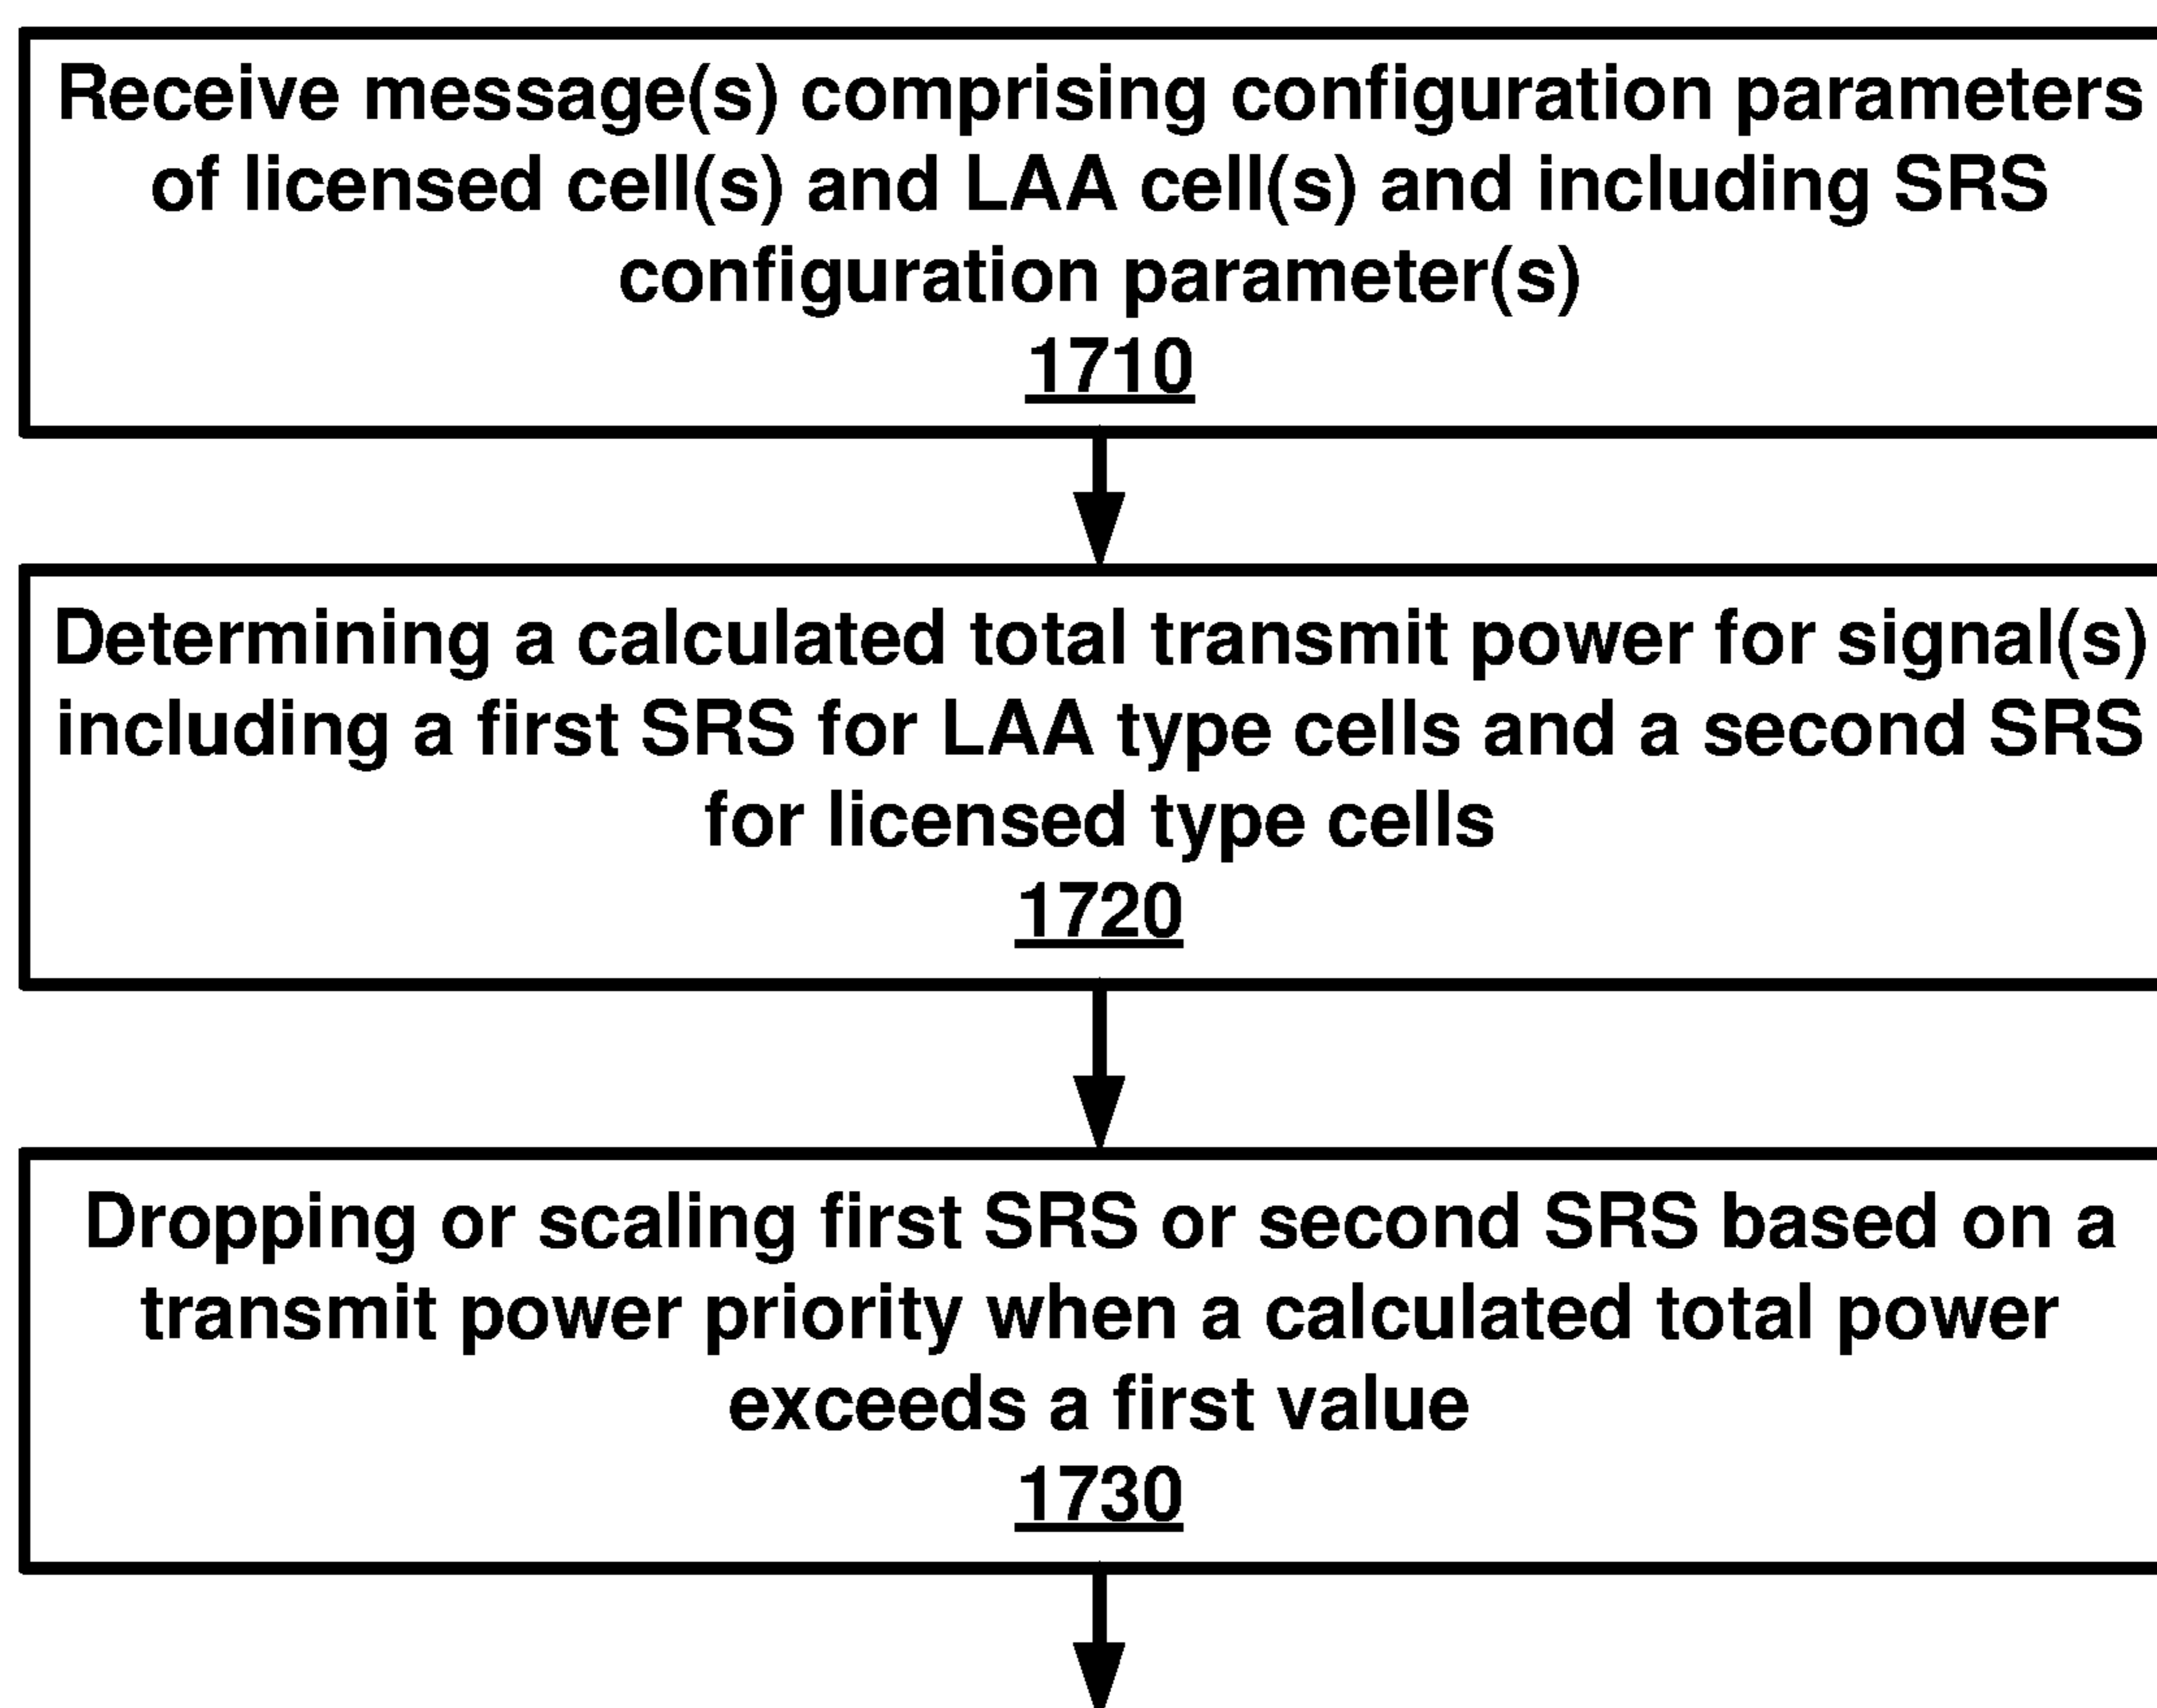 Receive message(s) comprising configuration parameters
of licensed cell(s) and LAA cell(s) and including SRS
configuration parameter(s)
1710
Determining a calculated total transmit power for signal(s)
including a first SRS for LAA type cells and a second SRS
for licensed type cells
1720
Dropping or scaling first SRS or second SRS based on a
transmit power priority when a calculated total power
exceeds a first value
1730